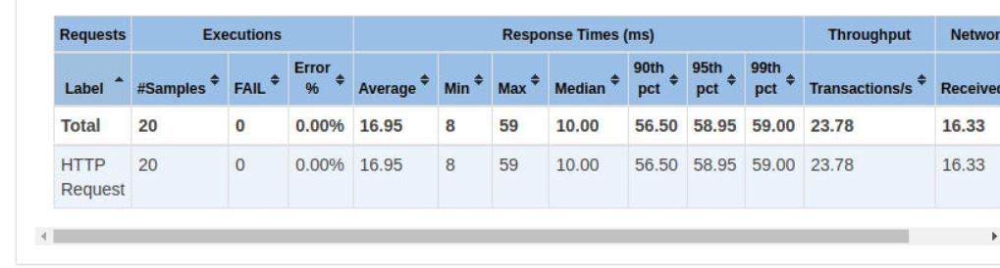 Requests Executions Response Times (ms) Throughput Networ
Label #Samples FAIL Error % Average Min Max Median 90th pct 95th pct 99th pct Transactions/s Received
Total 20 0 0.00% 16.95 8 59 10.00 56.50 58.95 59.00 23.78 16.33
HTTP Request 20 0 0.00% 16.95 8 59 10.00 56.50 58.95 59.00 23.78 16.33